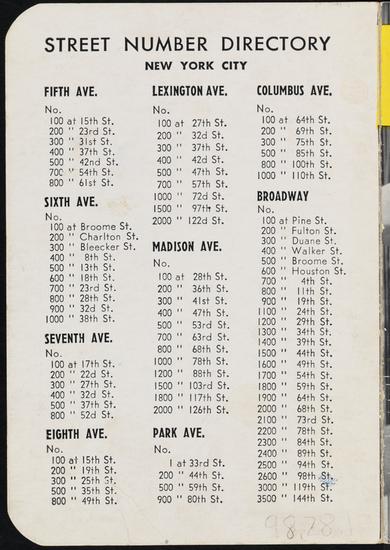 STREET NUMBER DIRECTORY
NEW YORK CITY
FIFTH AVE.
No.
100 at 15th St.
200 " 23rd St.
300 " 31st St.
400 " 37th St.
500 " 42nd St.
700 " 54th St.
800 " 61st St.
SIXTH AVE.
No.
100 at Broome St.
200 " Charlton St.
300 " Bleecker St.
400 " 8th St.
500 " 13th St.
600 " 18th St.
700 " 23rd St.
800 " 28th St.
900 " 32d St.
1000 " 38th St.
SEVENTH AVE.
No.
100 at 17th St.
200 " 22d St.
300 " 27th St.
400 " 32d St.
500 " 37th St.
800 " 52d St.
EIGHTH AVE.
No.
100 at 15th St.
200 " 19th St.
300 " 25th St.
500 " 35th St.
800 " 49th St.
LEXINGTON AVE.
No.
100 at 27th St.
200 " 32d St.
300 " 37th St.
400 " 42d St.
500 " 47th St.
700 " 57th St.
1000 " 72d St.
1500 " 97th St.
2000 " 122d St.
MADISON AVE.
No.
100 at 28th St.
200 " 36th St.
300 " 41st St.
400 " 47th St.
500 " 53rd St.
700 " 63rd St.
800 " 68th St.
1000 " 78th St.
1200 " 88th St.
1500 " 103rd St.
1800 " 117th St.
2000 " 126th St.
PARK AVE.
No.
1 at 33rd St.
200 " 44th St.
500 " 59th St.
900 " 80th St.
COLUMBUS AVE.
No.
100 at 64th St.
200 " 69th St.
300 " 75th St.
500 " 85th St.
800 " 100th St.
1000 " 110th St.
BROADWAY
No.
100 at Pine St.
200 " Fulton St.
300 " Duane St.
400 " Walker St.
500 " Broome St.
600 " Houston St.
700 " 4th St.
800 " 11th St.
900 " 19th St.
1100 " 24th St.
1200 " 29th St.
1300 " 34th St.
1400 " 39th St.
1500 " 44th St.
1600 " 49th St.
1700 " 54th St.
1800 " 59th St.
1900 " 64th St.
2000 " 68th St.
2100 " 73rd St.
2200 " 78th St.
2300 " 84th St.
2400 " 89th St.
2500 " 94th St.
2600 " 98th St.
3000 " 119th St.
3500 " 144th St.